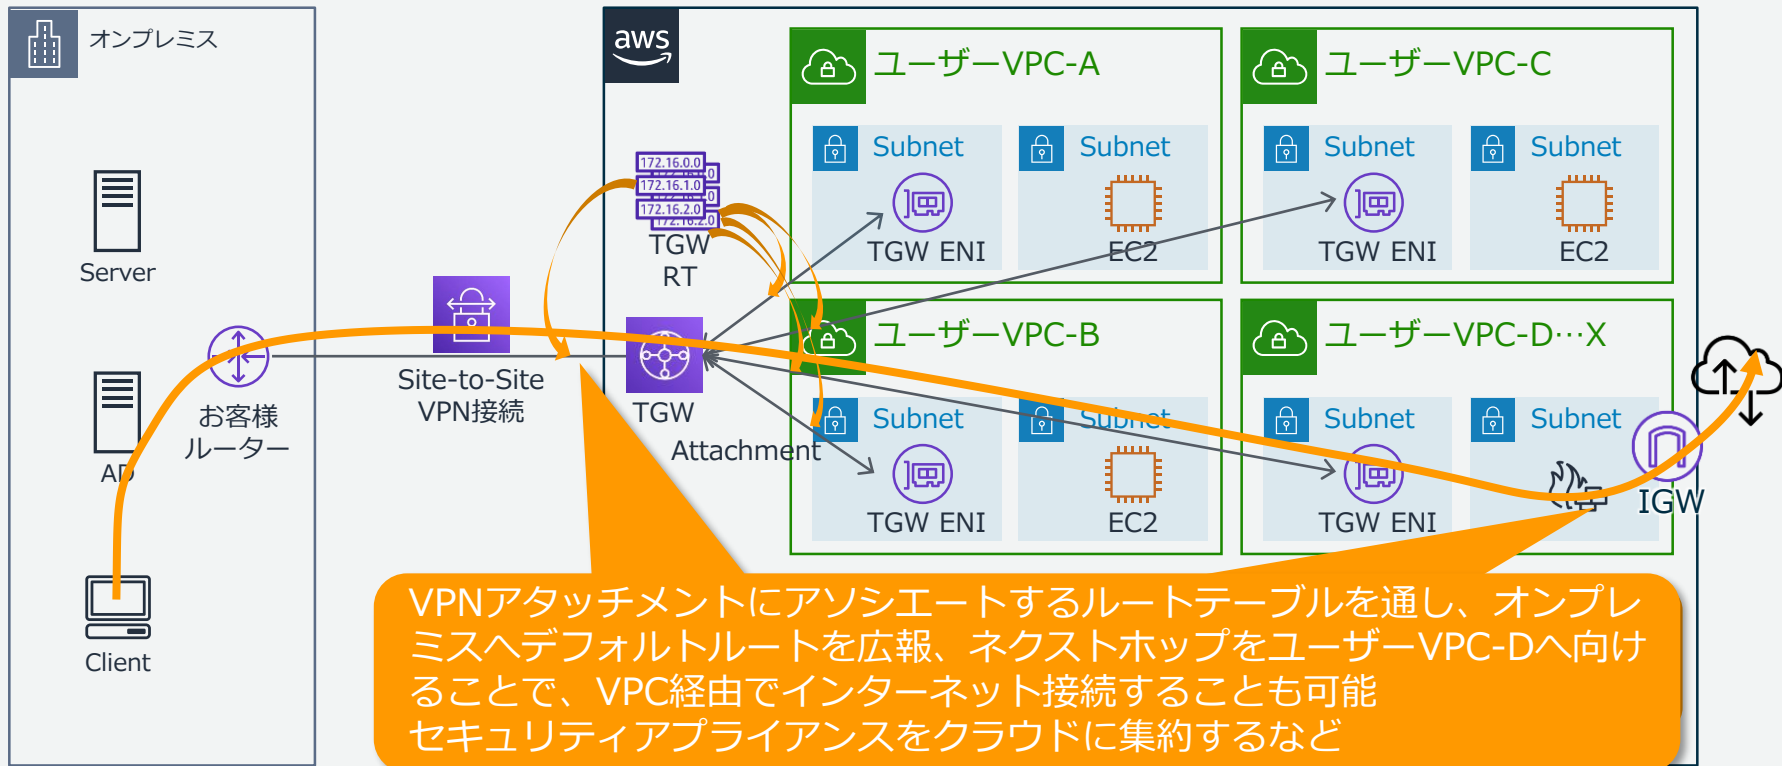 オンプレミス
Server
AD
Client
お客様
ルーター
Site-to-Site
VPN接続
aws
172.16.0.0
172.16.1.0
172.16.2.0
172.16.2.0
TGW
RT
TGW
Attachment
ユーザーVPC-A
Subnet
TGW ENI
Subnet
EC2
ユーザーVPC-C
Subnet
TGW ENI
Subnet
EC2
ユーザーVPC-B
Subnet
TGW ENI
Subnet
EC2
ユーザーVPC-D…X
Subnet
TGW ENI
Subnet
IGW
VPNアタッチメントにアソシエートするルートテーブルを通し、オンプレ
ミスへデフォルトルートを広報、ネクストホップをユーザーVPC-Dへ向け
ることで、VPC経由でインターネット接続することも可能
セキュリティアプライアンスをクラウドに集約するなど